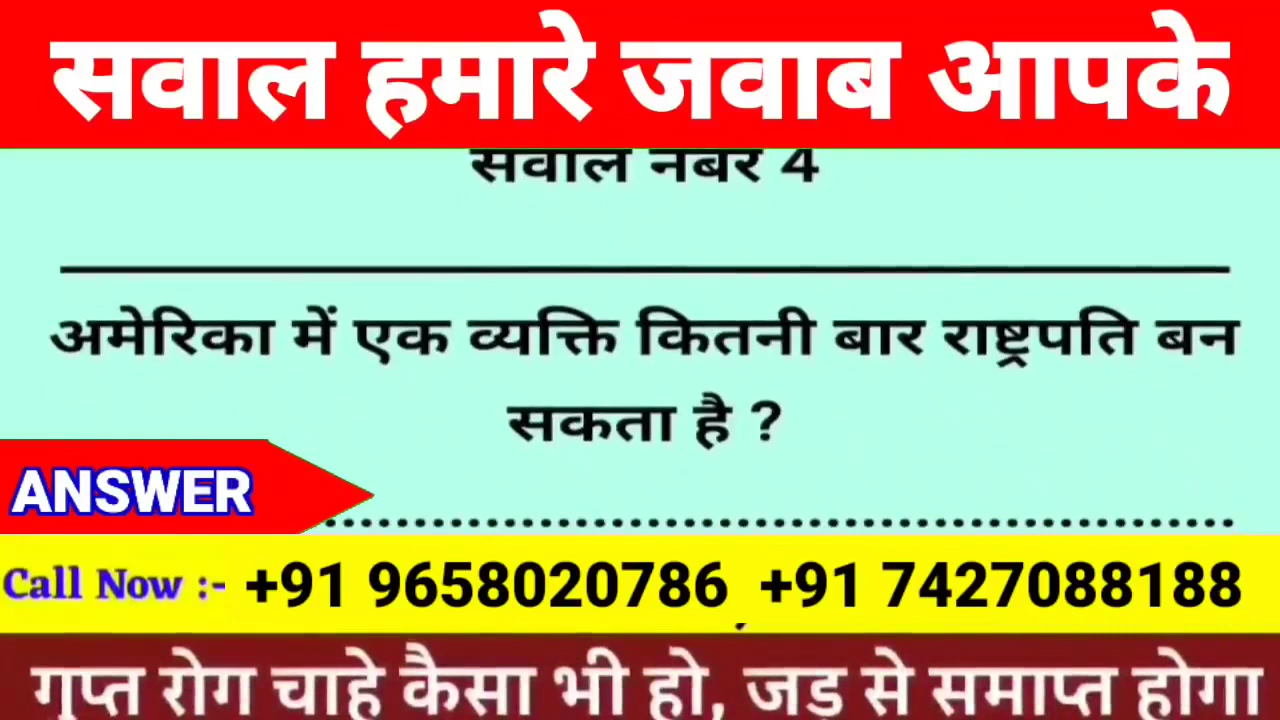 सवाल हमारे जवाब आपके
सवाल नंबर 4
अमेरिका में एक व्यक्ति कितनी बार राष्ट्रपति बन
सकता है ?
ANSWER
Call Now :- +91 9658020786 +91 7427088188
गुप्त रोग चाहे कैसा भी हो, जड़ से समाप्त होगा